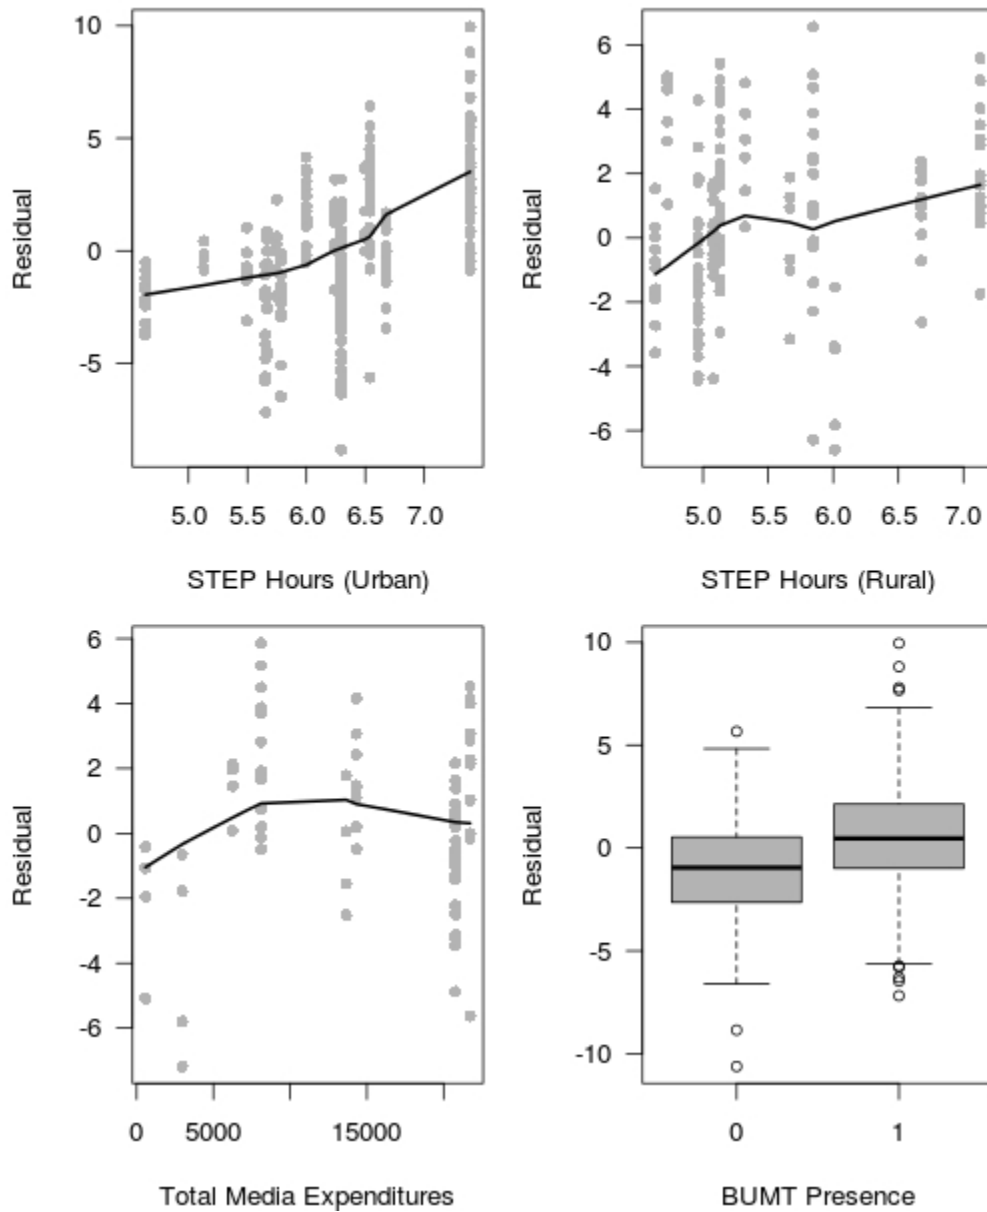 10
5
0
-5
Residual
5.0 5.5 6.0 6.5 7.0
STEP Hours (Urban)
6
4
2
0
-2
-4
-6
Residual
5.0 5.5 6.0 6.5 7.0
STEP Hours (Rural)
6
4
2
0
-2
-4
-6
Residual
0 5000 15000
Total Media Expenditures
10
5
0
-5
-10
Residual
0 1
BUMT Presence